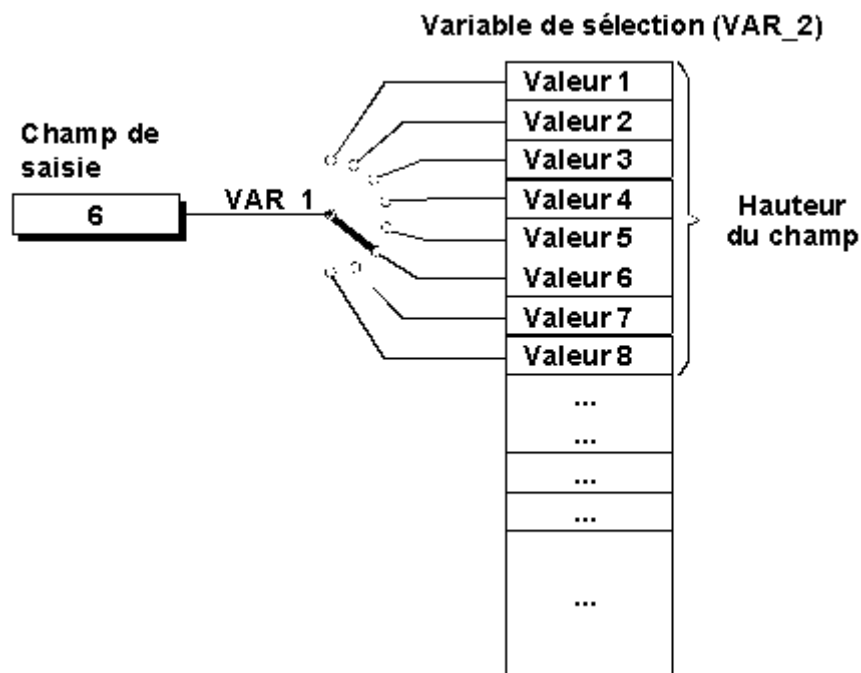 Variable de sélection (VAR_2)
Champ de
saisie
6
VAR_1
Valeur 1
Valeur 2
Valeur 3
Valeur 4
Valeur 5
Valeur 6
Valeur 7
Valeur 8
...
...
...
...
...
Hauteur
du champ